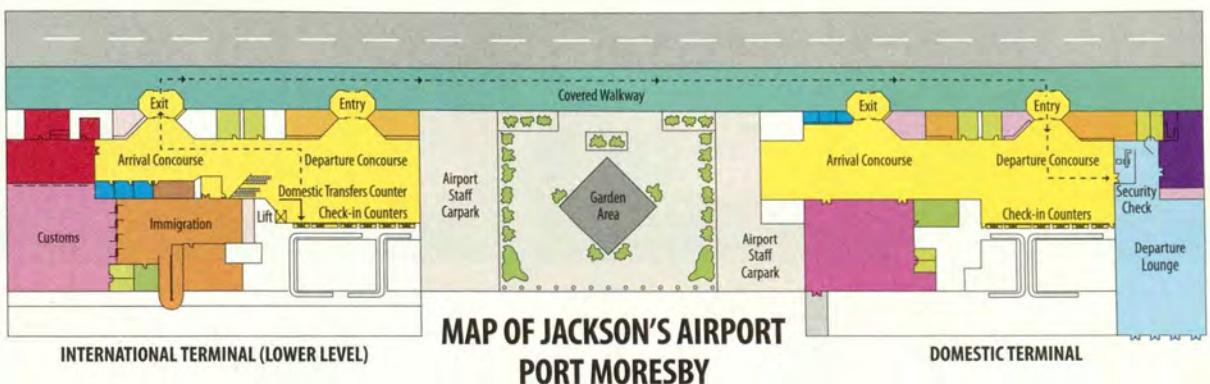 Covered Walkway
Exit
Entry
Exit
Entry
Arrival Concourse
Departure Concourse
Domestic Transfers Counter
Lift
Check-in Counters
Customs
Immigration
Airport
Staff
Carpark
Garden
Area
Airport
Staff
Carpark
Arrival Concourse
Departure Concourse
Check-in Counters
Security
Check
Departure
Lounge
INTERNATIONAL TERMINAL (LOWER LEVEL)
MAP OF JACKSON'S AIRPORT
PORT MORESBY
DOMESTIC TERMINAL